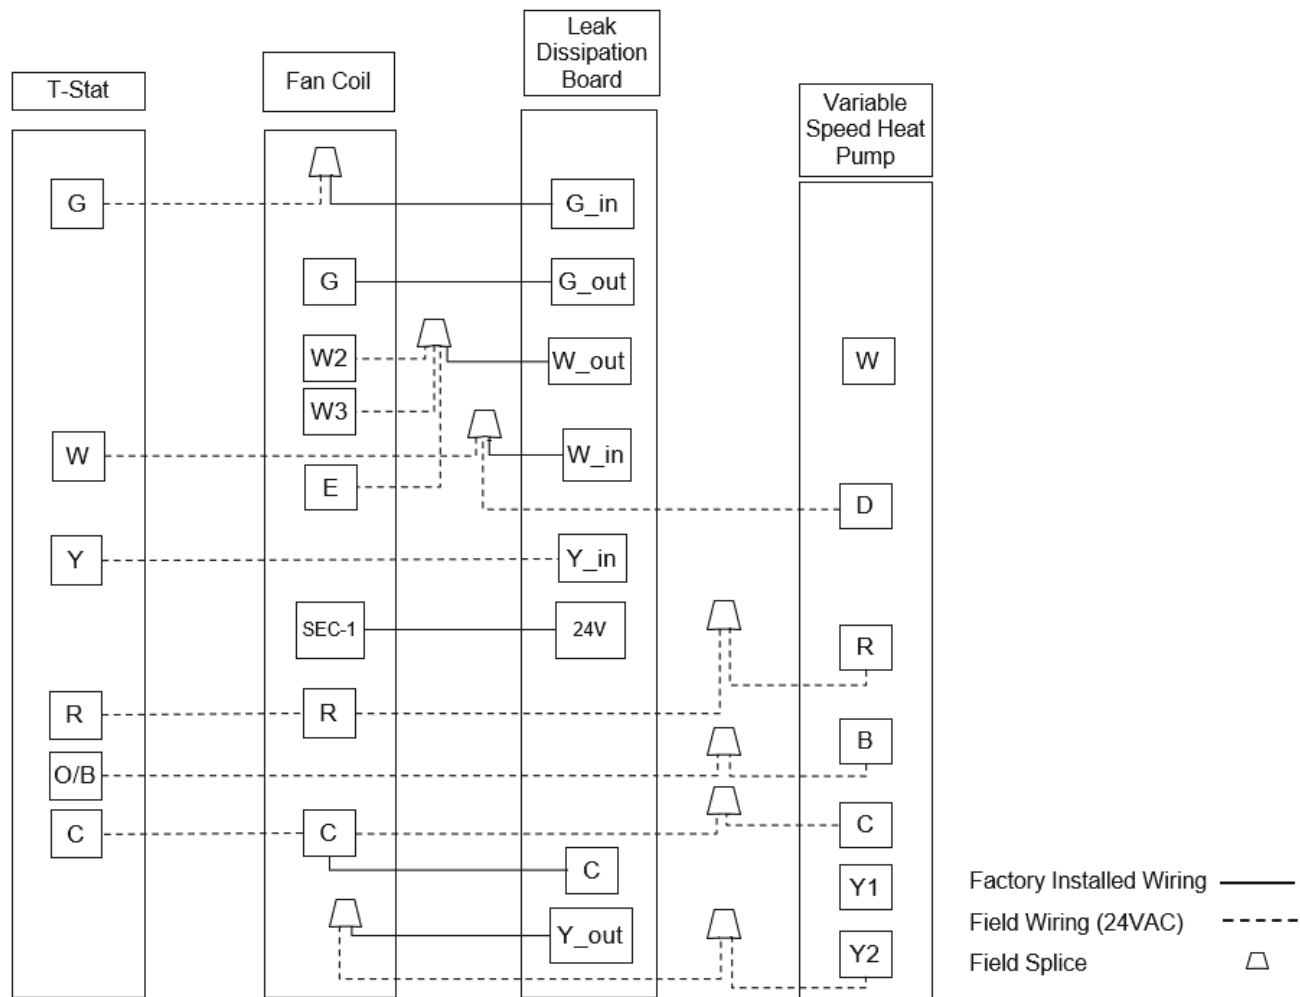 T-Stat
Fan Coil
Leak
Dissipation
Board
Variable
Speed Heat
Pump
G
G_in
G
G_out
W2
W_out
W
W3
W
W_in
E
D
Y
Y_in
SEC-1
24V
R
R
R
B
O/B
C
C
C
C
Y1
Y_out
Y2
Factory Installed Wiring
Field Wiring (24VAC)
Field Splice